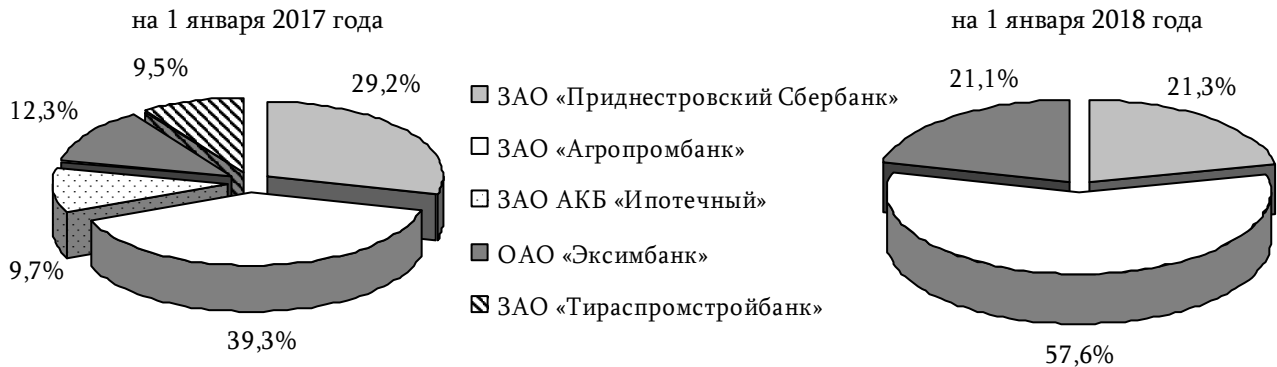 на 1 января 2017 года
9,5%
29,2%
12,3%
9,7%
39,3%
ЗАО «Приднестровский Сбербанк»
ЗАО «Агропромбанк»
ЗАО АКБ «Ипотечный»
ОАО «Эксимбанк»
ЗАО «Тираспромстройбанк»
на 1 января 2018 года
21,1%
21,3%
57,6%